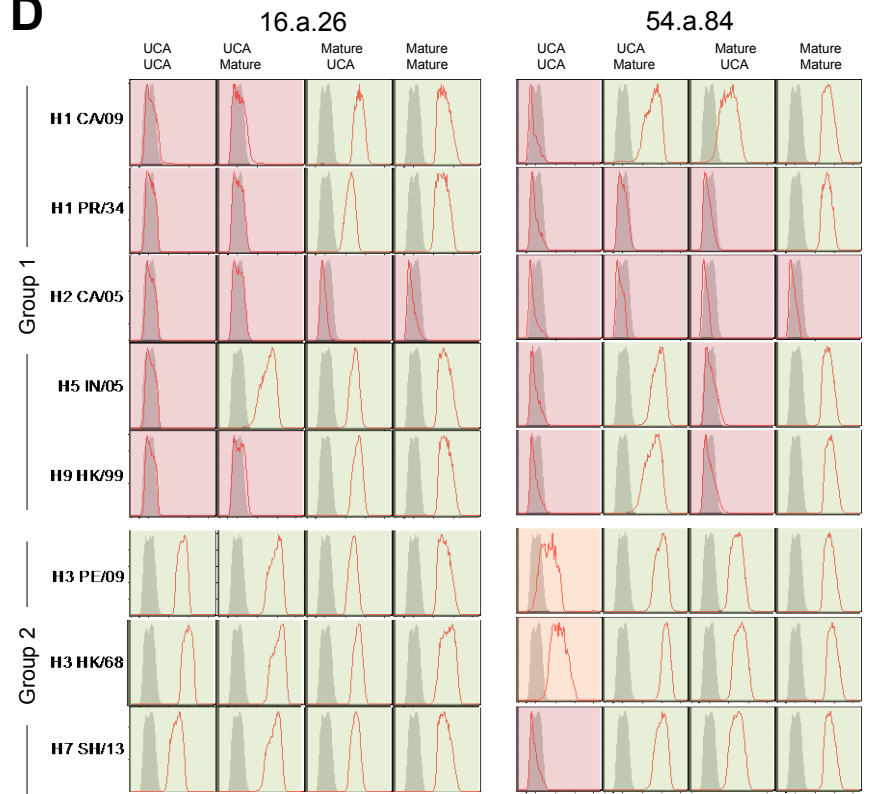 D
16.a.26 54.a.84
UCA UCA Mature Mature UCA UCA Mature Mature
UCA Mature UCA Mature UCA Mature UCA Mature
Group 1
H1 CA/09
H1 PR/34
H2 CA/05
H5 IN/05
H9 HK/99
Group 2
H3 PE/09
H3 HK/68
H7 SH/13